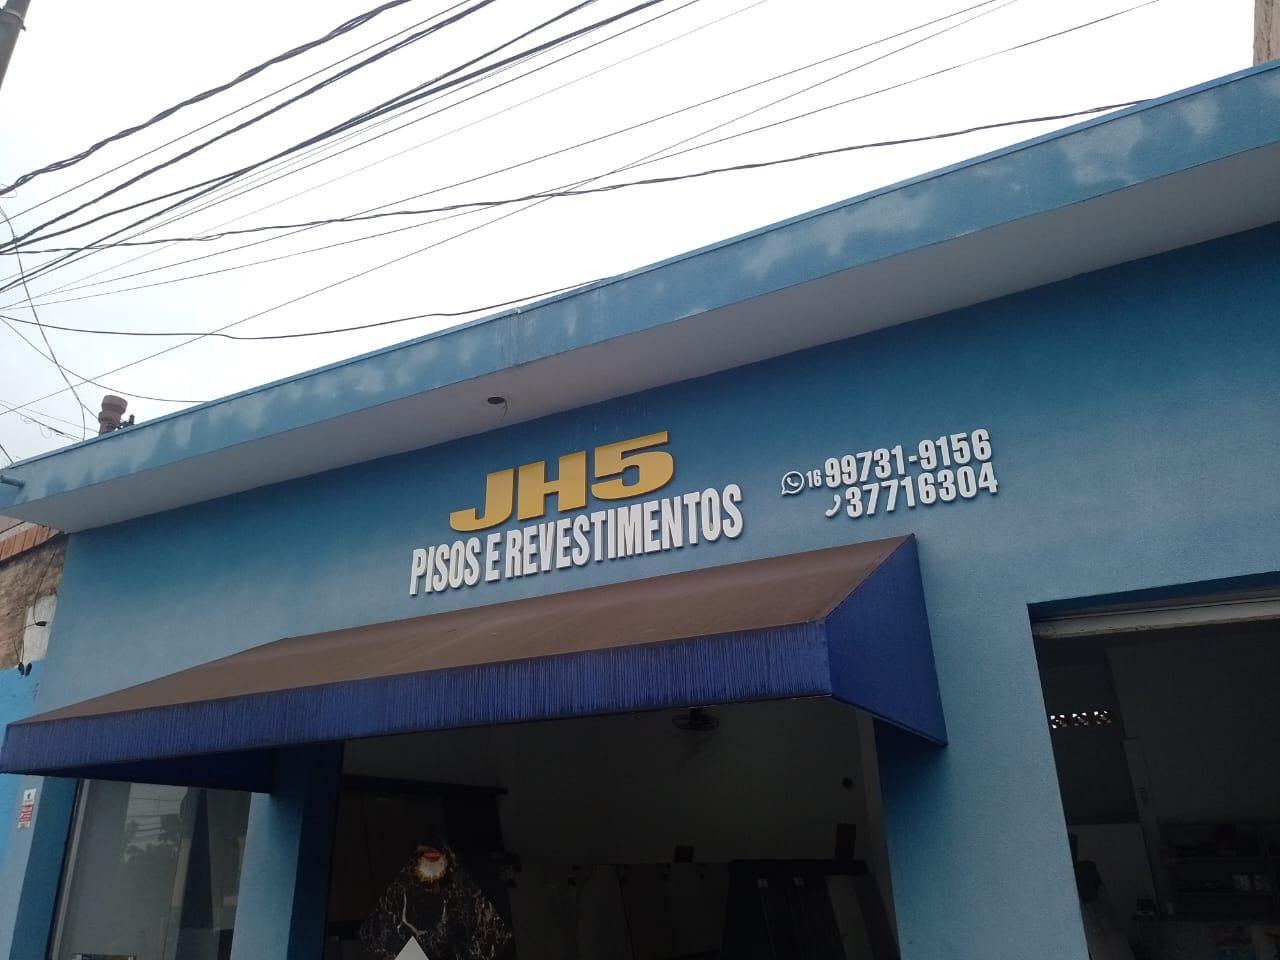 JH5
PISOS E REVESTIMENTOS
16 99731-9156
37716304